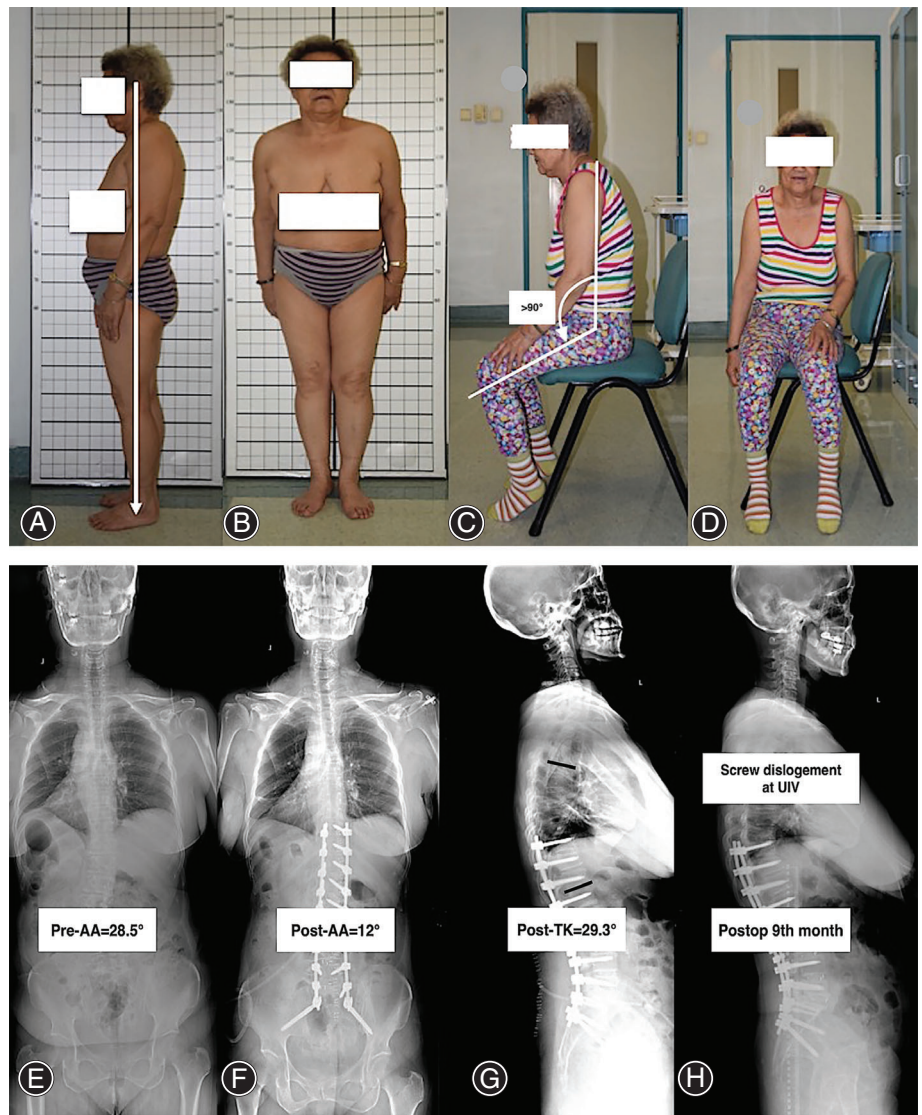 >90°
Q
A
B
C
D
J
J
L
L
Screw dislogement
at UIV
Pre-AA=28.5°
Post-AA=12°
Post-TK=29.3°
Postop 9th month
E
F
G
H